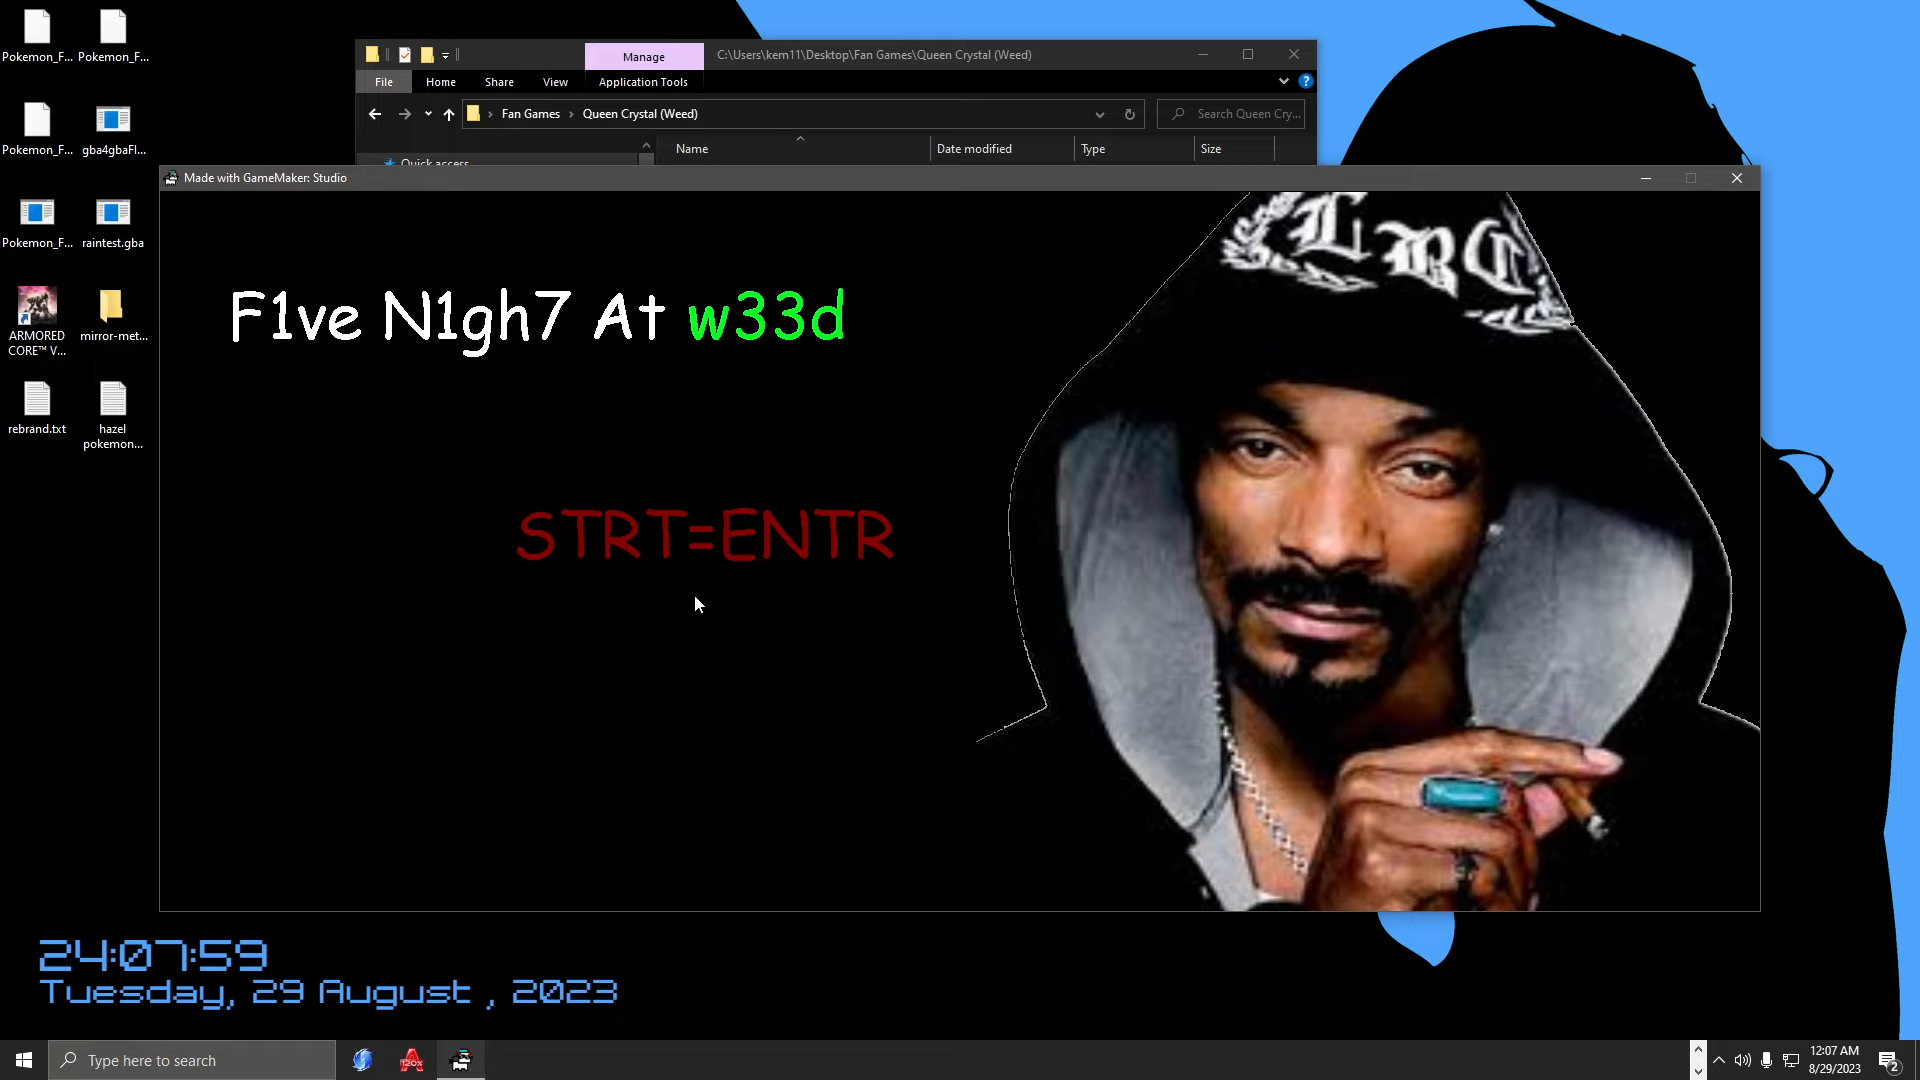 Pokemon_F...
Pokemon_F...
Pokemon_F...
gba4gbaFl...
Pokemon_F...
raintest.gba
ARMORED
CORE™ V...
mirror-met...
rebrand.txt
hazel
pokemon...
Manage
C:\Users\kem11\Desktop\Fan Games\Queen Crystal (Weed)
File
Home
Share
View
Application Tools
Fan Games
Queen Crystal (Weed)
Search Queen Cry...
Quick access
Name
Date modified
Type
Size
Made with GameMaker: Studio
F1ve N1gh7 At w33d
STRT=ENTR
LBC
24:07:59
Tuesday, 29 August , 2023
Type here to search
120%
12:07 AM
8/29/2023
2